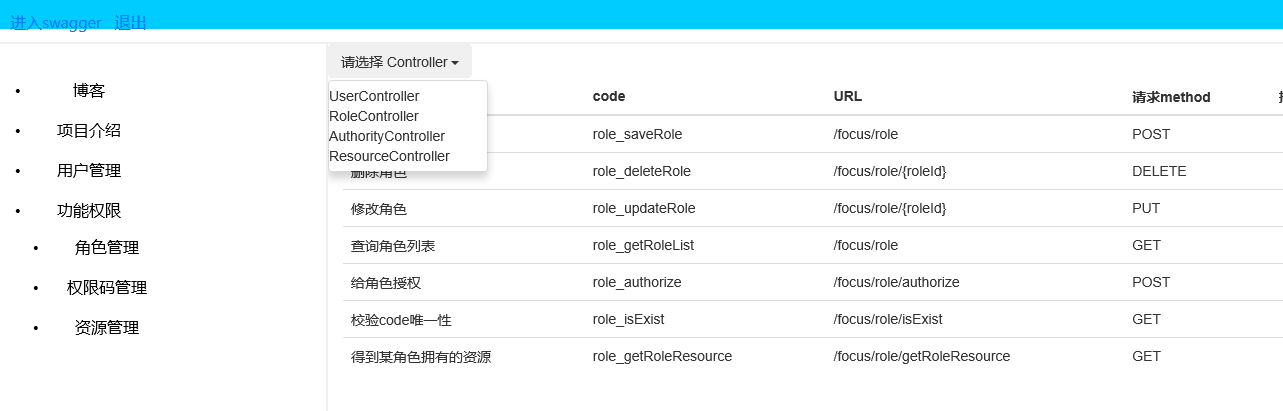 进入swagger 退出
• 博客
• 项目介绍
• 用户管理
• 功能权限
• 角色管理
• 权限码管理
• 资源管理
请选择 Controller
UserController
RoleController
AuthorityController
ResourceController
code URL 请求method
role_saveRole /focus/role POST
删除角色 role_deleteRole /focus/role/{roleId} DELETE
修改角色 role_updateRole /focus/role/{roleId} PUT
查询角色列表 role_getRoleList /focus/role GET
给角色授权 role_authorize /focus/role/authorize POST
校验code唯一性 role_isExist /focus/role/isExist GET
得到某角色拥有的资源 role_getRoleResource /focus/role/getRoleResource GET